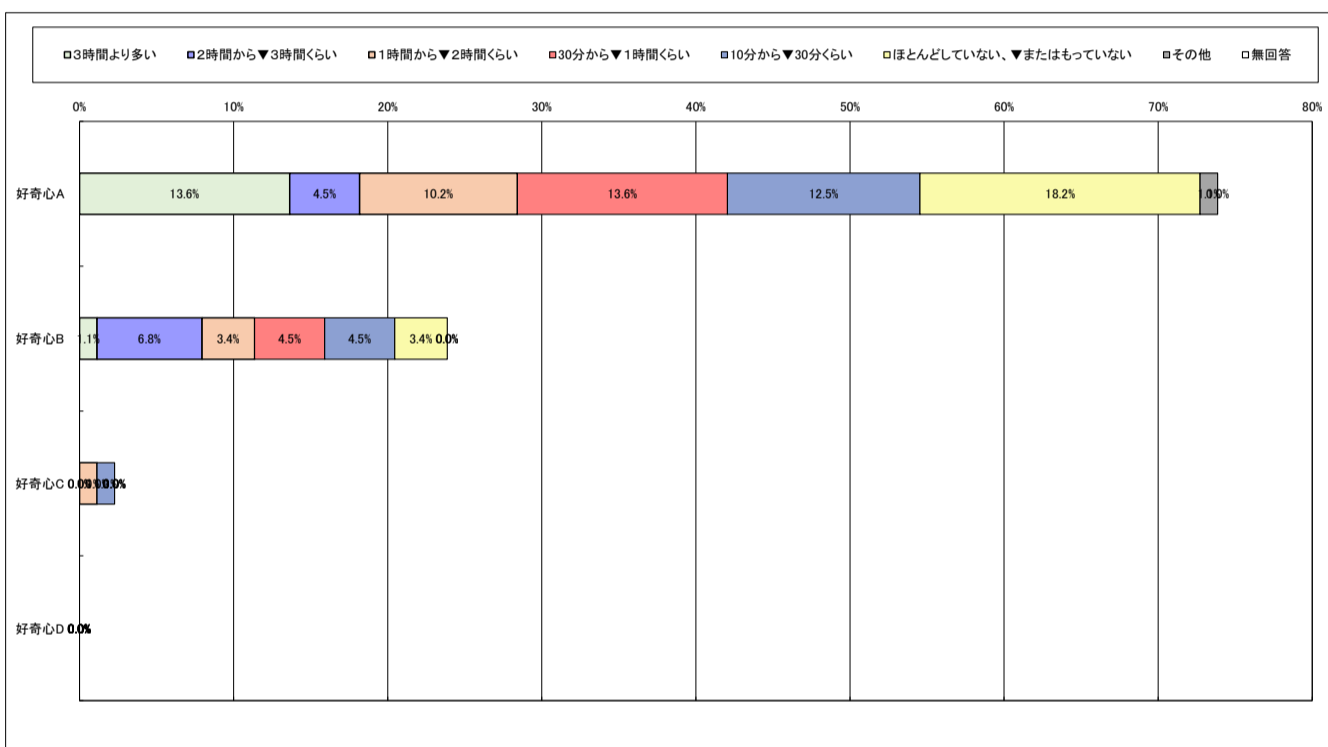 ３時間より多い ２時間から▼３時間くらい １時間から▼２時間くらい 30分から▼１時間くらい 10分から▼30分くらい ほとんどしていない、▼またはもっていない その他 無回答
0% 10% 20% 30% 40% 50% 60% 70% 80%
好奇心A 13.6% 4.5% 10.2% 13.6% 12.5% 18.2%
好奇心B 1.1% 6.8% 3.4% 4.5% 4.5% 3.4% 0.0%
好奇心C 0.0% 0.0%
好奇心D 0.0%